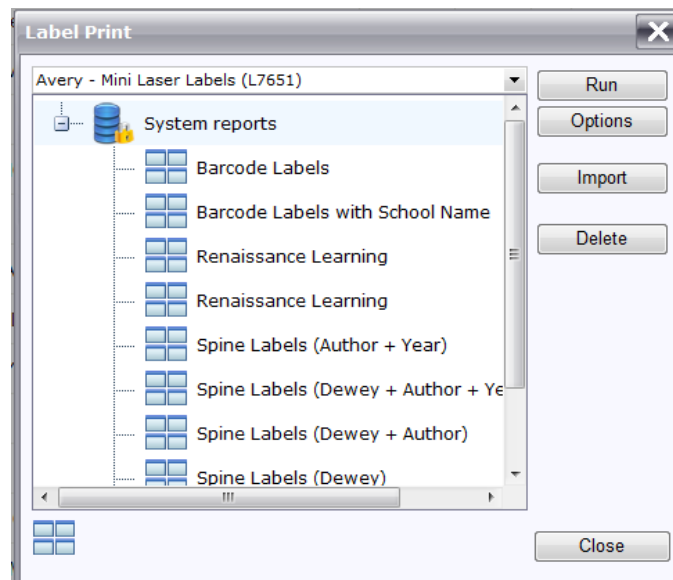 Label Print
Avery - Mini Laser Labels (L7651)
Run
System reports
Options
Barcode Labels
Import
Barcode Labels with School Name
Delete
Renaissance Learning
Renaissance Learning
Spine Labels (Author + Year)
Spine Labels (Dewey + Author + Ye
Spine Labels (Dewey + Author)
Spine Labels (Dewey)
Close